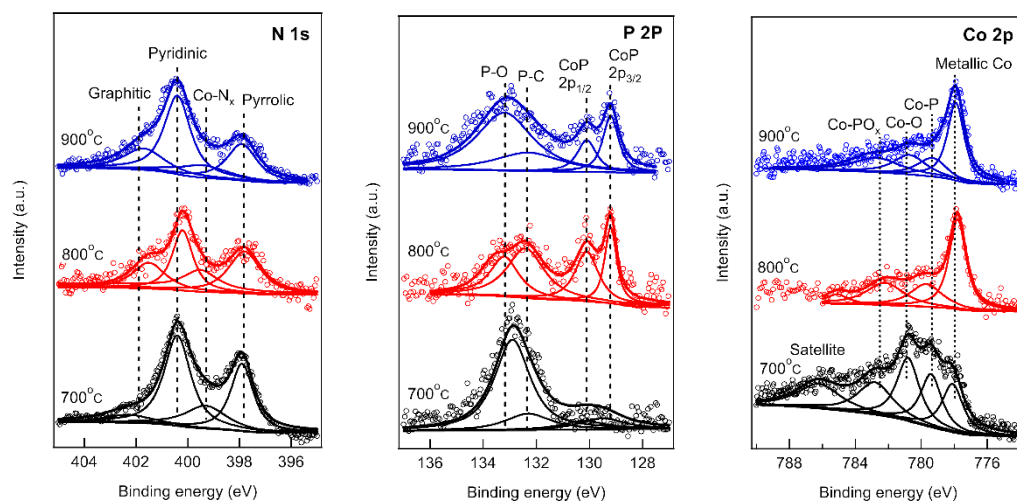 N 1s
Pyridinic
Graphitic
Co-Nx
Pyrrolic
900°C
800°C
700°C
Intensity (a.u.)
404 402 400 398 396
Binding energy (eV)
P 2P
P-O
P-C
CoP
2p1/2
CoP
2p3/2
900°C
800°C
700°C
Intensity (a.u.)
136 134 132 130 128
Binding energy (eV)
Co 2p
Metallic Co
Co-P
Co-O
Co-POx
900°C
800°C
Satellite
700°C
Intensity (a.u.)
788 784 780 776
Binding energy (eV)